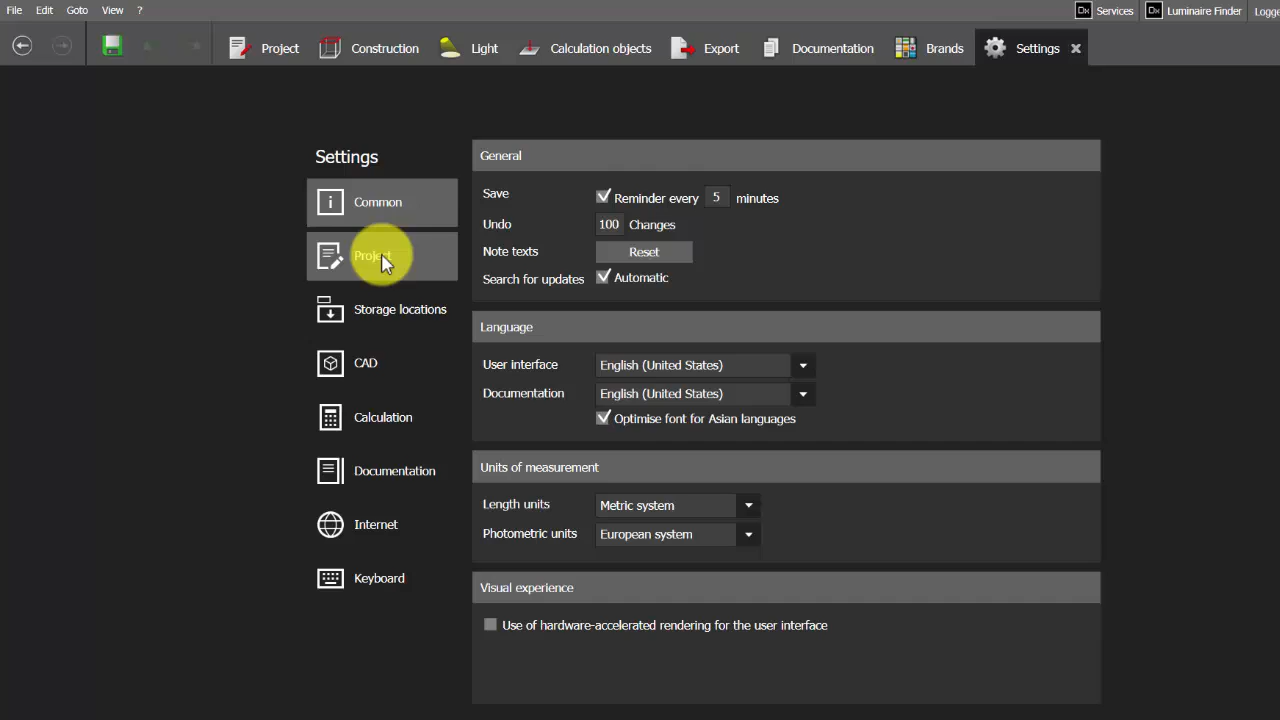 File Edit Goto View ?
Dx Services Dx Luminaire Finder Logge
Project Construction Light Calculation objects Export Documentation Brands Settings
Settings
Common
Project
Storage locations
CAD
Calculation
Documentation
Internet
Keyboard
General
Save Reminder every 5 minutes
Undo 100 Changes
Note texts Reset
Search for updates Automatic
Language
User interface English (United States)
Documentation English (United States)
Optimise font for Asian languages
Units of measurement
Length units Metric system
Photometric units European system
Visual experience
Use of hardware-accelerated rendering for the user interface